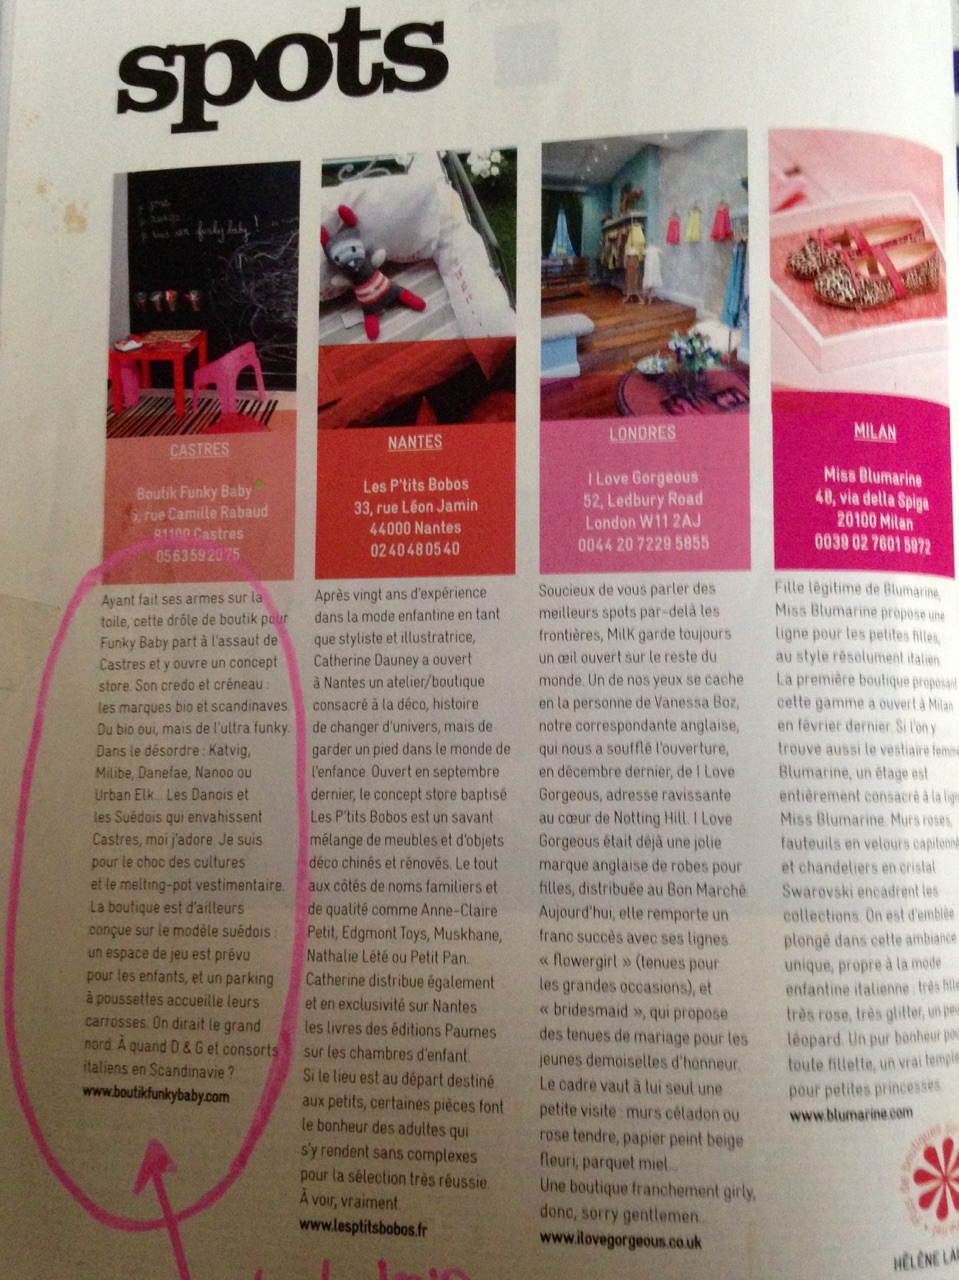 spots
funky baby !
CASTRES
Boutik Funky Baby
5, rue Camille Rabaud
81100 Castres
0563592075
Ayant fait ses armes sur la
toile, cette drôle de boutik pour
Funky Baby part à l'assaut de
Castres et y ouvre un concept
store. Son credo et créneau :
les marques bio et scandinaves.
Du bio oui, mais de l'ultra funky.
Dans le désordre : Katvig,
Milibe, Danefae, Nanoo ou
Urban Elk... Les Danois et
les Suédois qui envahissent
Castres, moi j'adore. Je suis
pour le choc des cultures
et le melting-pot vestimentaire.
La boutique est d'ailleurs
conçue sur le modèle suédois :
un espace de jeu est prévu
pour les enfants, et un parking
à poussettes accueille leurs
carrosses. On dirait le grand
nord. À quand D & G et consorts
italiens en Scandinavie ?
www.boutikfunkybaby.com
NANTES
Les P'tits Bobos
33, rue Léon Jamin
44000 Nantes
0240480540
Après vingt ans d'expérience
dans la mode enfantine en tant
que styliste et illustratrice,
Catherine Dauney a ouvert
à Nantes un atelier/boutique
consacré à la déco, histoire
de changer d'univers, mais de
garder un pied dans le monde de
l'enfance. Ouvert en septembre
dernier, le concept store baptisé
Les P'tits Bobos est un savant
mélange de meubles et d'objets
déco chinés et rénovés. Le tout
aux côtés de noms familiers et
de qualité comme Anne-Claire
Petit, Edgmont Toys, Muskhane,
Nathalie Lété ou Petit Pan.
Catherine distribue également
et en exclusivité sur Nantes
les livres des éditions Paumes
sur les chambres d'enfant.
Si le lieu est au départ destiné
aux petits, certaines pièces font
le bonheur des adultes qui
s'y rendent sans complexes
pour la sélection très réussie.
À voir, vraiment.
www.lesptitsbobos.fr
LONDRES
I Love Gorgeous
52, Ledbury Road
London W11 2AJ
0044 20 7229 5855
Soucieux de vous parler des
meilleurs spots par-delà les
frontières, MilK garde toujours
un œil ouvert sur le reste du
monde. Un de nos yeux se cache
en la personne de Vanessa Boz,
notre correspondante anglaise,
qui nous a soufflé l'ouverture,
en décembre dernier, de I Love
Gorgeous, adresse ravissante
au cœur de Notting Hill. I Love
Gorgeous était déjà une jolie
marque anglaise de robes pour
filles, distribuée au Bon Marché.
Aujourd'hui, elle remporte un
franc succès avec ses lignes
« flowergirl » (tenues pour
les grandes occasions), et
« bridesmaid », qui propose
des tenues de mariage pour les
jeunes demoiselles d'honneur.
Le cadre vaut à lui seul une
petite visite : murs céladon ou
rose tendre, papier peint beige
fleuri, parquet miel...
Une boutique franchement girly,
donc, sorry gentlemen...
www.ilovegorgeous.co.uk
MILAN
Miss Blumarine
48, via della Spiga
20100 Milan
0039 02 7601 5972
Fille légitime de Blumarine,
Miss Blumarine propose une
ligne pour les petites filles,
au style résolument italien.
La première boutique proposant
cette gamme a ouvert à Milan
en février dernier. Si l'on y
trouve aussi le vestiaire femme
Blumarine, un étage est
entièrement consacré à la
Miss Blumarine. Murs roses,
fauteuils en velours
et chandeliers en cristal
Swarovski encadrent les
collections. On est d'emblée
plongé dans cette ambiance
unique, propre à la mode
enfantine italienne : très
très rose, très glitter, un
léopard. Un pur bonheur pour
toute fillette, un vrai temple
pour petites princesses.
www.blumarine.com
HÉLÈNE